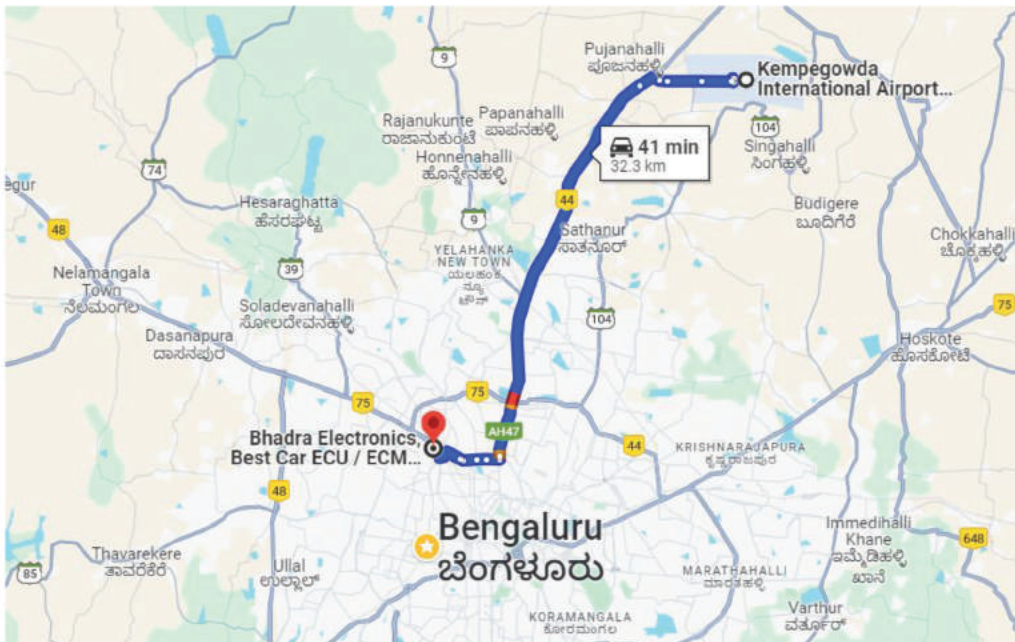 Pujanahalli
ಪೂಜನಹಳ್ಳಿ
Kempegowda
International Airport...
9
Rajanukunte
ರಾಜಾನುಕುಂಟೆ
Papanahalli
ಪಾಪನಹಳ್ಳಿ
104
Singahalli
ಸಿಂಗಹಳ್ಳಿ
41 min
32.3 km
Honnenahalli
ಹೊನ್ನೇನಹಳ್ಳಿ
74
egur
Hesaraghatta
ಹೆಸರಘಟ್ಟ
44
Budigere
ಬೂದಿಗೆರೆ
48
9
Sathanur
ಸಾತನೂರ್
Chokkahalli
ಚೊಕ್ಕಹಳ್ಳಿ
YELAHANKA
NEW TOWN
ಯಲಹಂಕ
ನ್ಯೂ
ಟೌನ್
39
Nelamangala
Town
ನೆಲಮಂಗಲ
Soladevanahalli
ಸೋಲದೇವನಹಳ್ಳಿ
75
104
Dasanapura
ದಾಸನಪುರ
Hoskote
ಹೊಸಕೋಟೆ
75
75
AH47
Bhadra Electronics,
Best Car ECU / ECM...
44
KRISHNARAJAPURA
ಕೃಷ್ಣರಾಜಪುರ
48
Bengaluru
ಬೆಂಗಳೂರು
Immedihalli
Khane
ಇಮ್ಮೆಡಿಹಳ್ಳಿ
ಖಾನೆ
648
Thavarekere
ತಾವರೆಕೆರೆ
85
Ullal
ಉಲ್ಲಾಳ್
MARATHAHALLI
ಮಾರತಹಳ್ಳಿ
Varthur
ವರ್ತೂರ್
KORAMANGALA
ಕೋರಮಂಗಲ